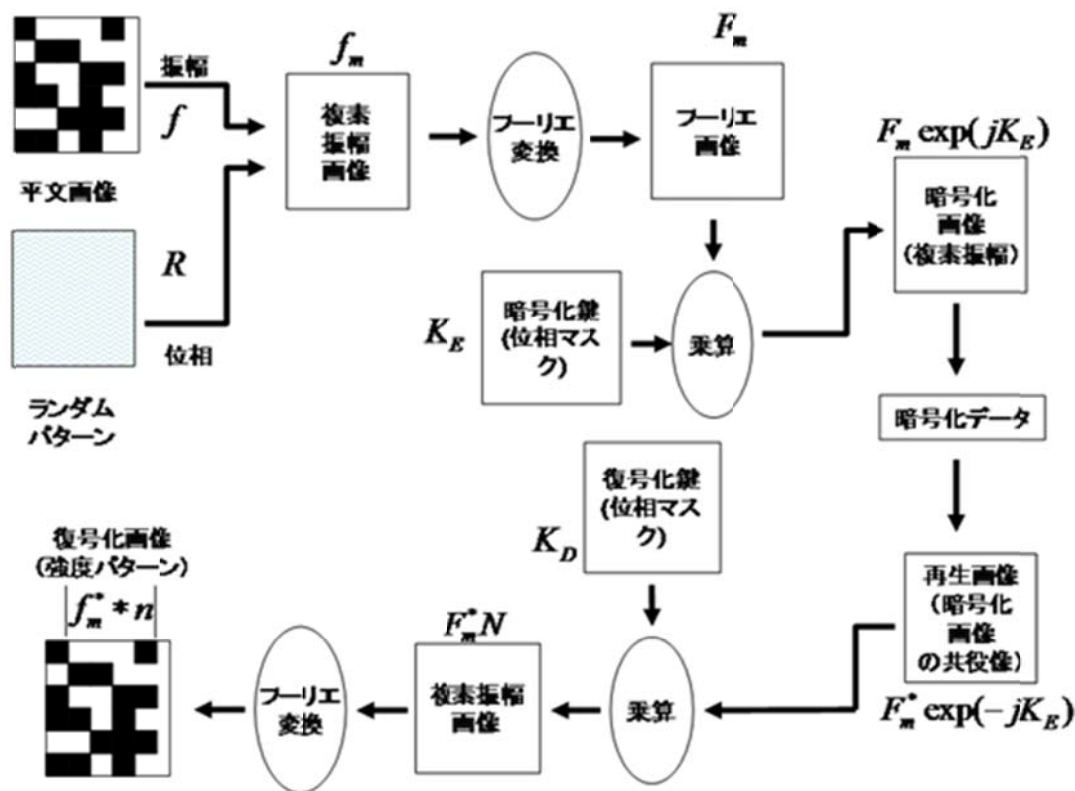 振幅
f
平文画像
R
位相
ランダム
パターン
f_m
複素
振幅
画像
フーリエ
変換
F_m
フーリエ
画像
K_E
暗号化鍵
(位相マス
ク)
乗算
F_m exp(jK_E)
暗号化
画像
(複素振幅)
暗号化データ
再生画像
(暗号化
画像
の共役像)
F_m^* exp(-jK_E)
復号化鍵
(位相マス
ク)
K_D
乗算
F_m^* N
複素振幅
画像
フーリエ
変換
復号化画像
(強度パターン)
|f_m^* * n|